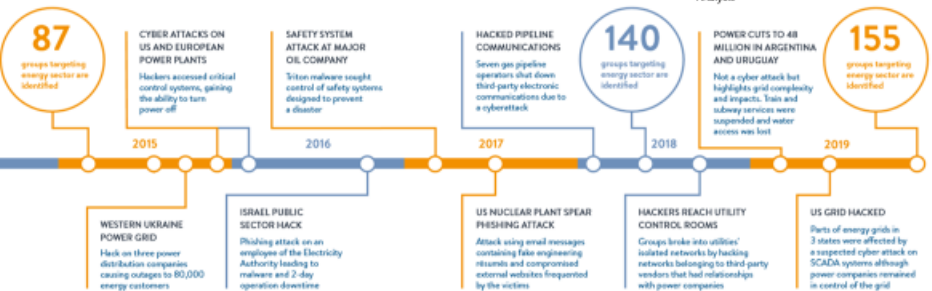 87
groups targeting
energy sector are
identified
CYBER ATTACKS ON
US AND EUROPEAN
POWER PLANTS
Hackers accessed critical
control systems, gaining
the ability to turn
power off
SAFETY SYSTEM
ATTACK AT MAJOR
OIL COMPANY
Triton malware sought
control of safety systems
designed to prevent
a disaster
HACKED PIPELINE
COMMUNICATIONS
Seven gas pipeline
operators shut down
third-party electronic
communications due to
a cyberattack
140
groups targeting
energy sector are
identified
POWER CUTS TO 48
MILLION IN ARGENTINA
AND URUGUAY
Not a cyber attack but
highlights grid complexity
and impacts. Train and
subway services were
suspended and water
access was lost
155
groups targeting
energy sector are
identified
2015
2016
2017
2018
2019
WESTERN UKRAINE
POWER GRID
Hack on three power
distribution companies
causing outages to 80,000
energy customers
ISRAEL PUBLIC
SECTOR HACK
Phishing attack on an
employee of the Electricity
Authority leading to
malware and 2-day
operation downtime
US NUCLEAR PLANT SPEAR
PHISHING ATTACK
Attack using email messages
containing fake engineering
résumés and compromised
external websites frequented
by the victims
HACKERS REACH UTILITY
CONTROL ROOMS
Groups broke into utilities'
isolated networks by hacking
networks belonging to third-party
vendors that had relationships
with power companies
US GRID HACKED
Parts of energy grids in
3 states were affected by
a suspected cyber attack on
SCADA systems although
power companies remained
in control of the grid